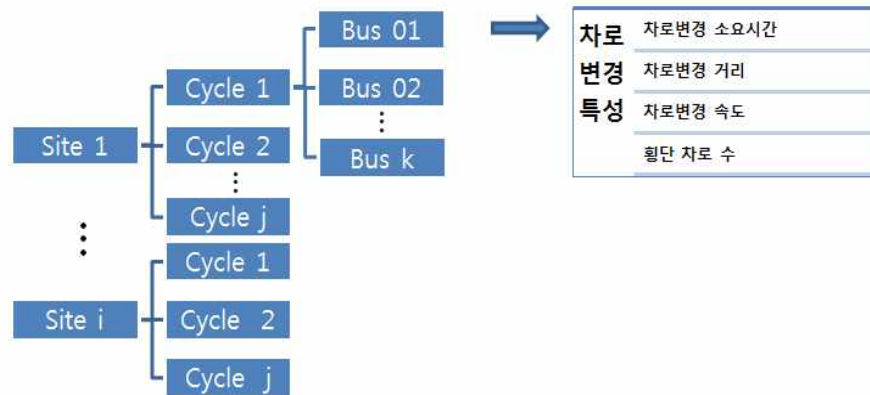 Site 1
Cycle 1
Cycle 2
Cycle j
Bus 01
Bus 02
Bus k
Site i
Cycle 1
Cycle 2
Cycle j
차로
변경
특성
차로변경 소요시간
차로변경 거리
차로변경 속도
횡단 차로 수